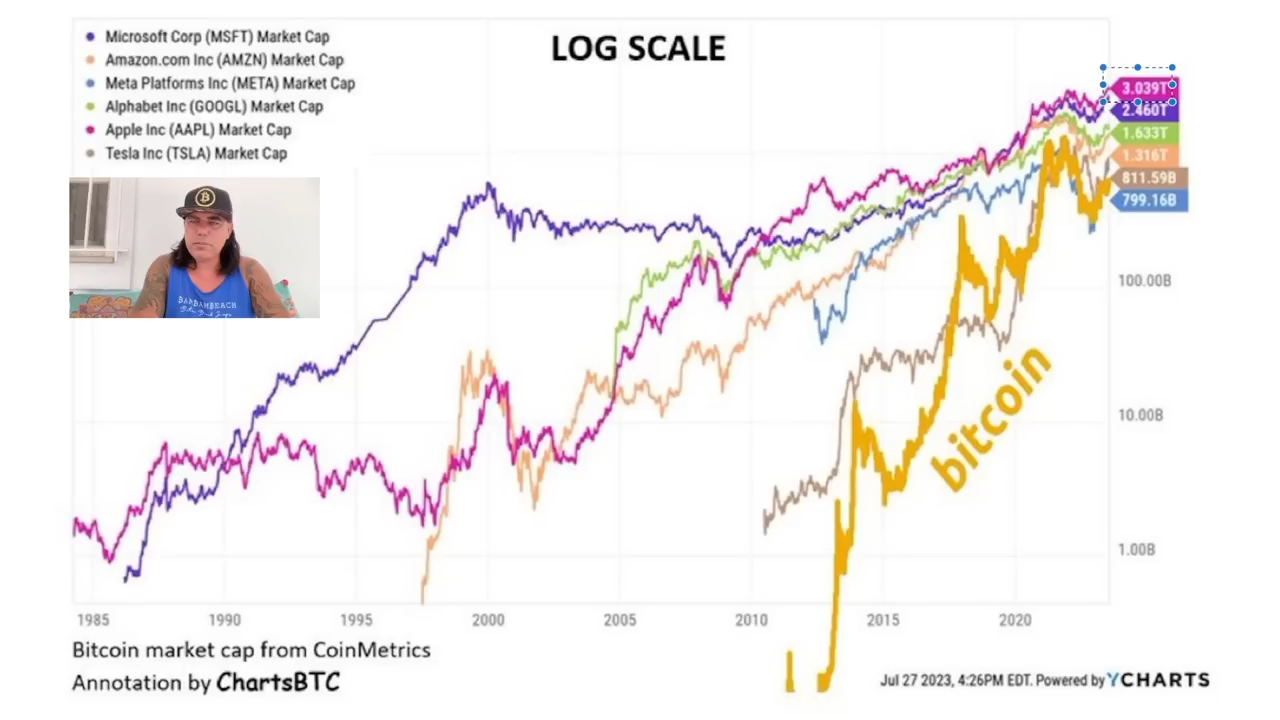 LOG SCALE
Microsoft Corp (MSFT) Market Cap
Amazon.com Inc (AMZN) Market Cap
Meta Platforms Inc (META) Market Cap
Alphabet Inc (GOOGL) Market Cap
Apple Inc (AAPL) Market Cap
Tesla Inc (TSLA) Market Cap
3.039T
2.460T
1.633T
1.316T
811.59B
799.16B
100.00B
10.00B
1.00B
bitcoin
1985 1990 1995 2000 2005 2010 2015 2020
Bitcoin market cap from CoinMetrics
Annotation by ChartsBTC
Jul 27 2023, 4:26PM EDT. Powered by YCHARTS